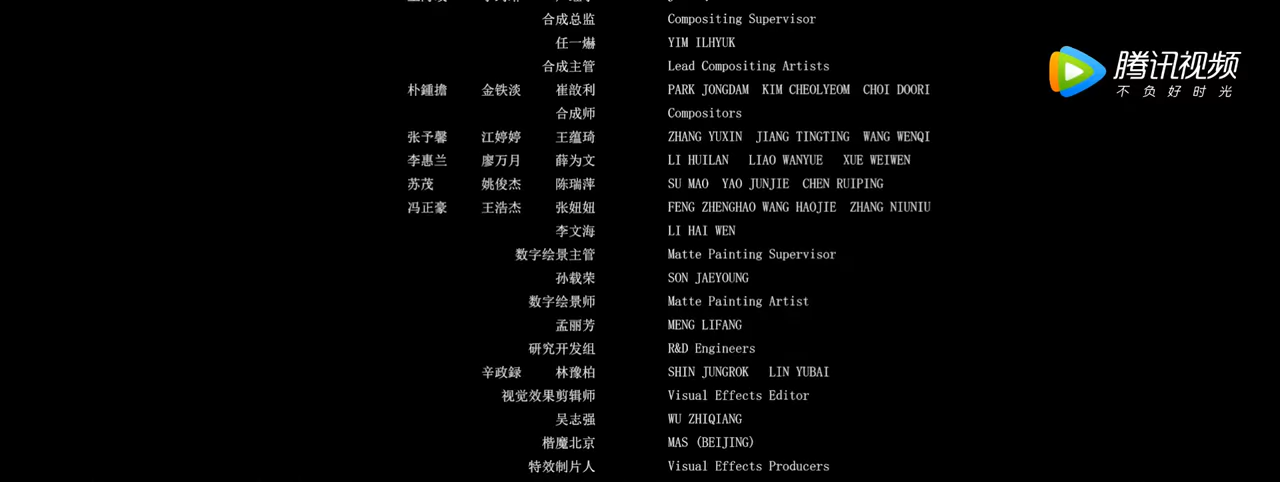 合成总监 Compositing Supervisor
任一爀 YIM ILHYUK
合成主管 Lead Compositing Artists
朴鍾擔 金铁淡 崔敨利 PARK JONGDAM KIM CHEOLYEOM CHOI DOORI
合成师 Compositors
张予馨 江婷婷 王蕴琦 ZHANG YUXIN JIANG TINGTING WANG WENQI
李惠兰 廖万月 薛为文 LI HUILAN LIAO WANYUE XUE WEIWEN
苏茂 姚俊杰 陈瑞萍 SU MAO YAO JUNJIE CHEN RUIPING
冯正豪 王浩杰 张妞妞 FENG ZHENGHAO WANG HAOJIE ZHANG NIUNIU
李文海 LI HAI WEN
数字绘景主管 Matte Painting Supervisor
孙载荣 SON JAEYOUNG
数字绘景师 Matte Painting Artist
孟丽芳 MENG LIFANG
研究开发组 R&D Engineers
辛政録 林豫柏 SHIN JUNGROK LIN YUBAI
视觉效果剪辑师 Visual Effects Editor
吴志强 WU ZHIQIANG
楷魔北京 MAS (BEIJING)
特效制片人 Visual Effects Producers
腾讯视频
不负好时光